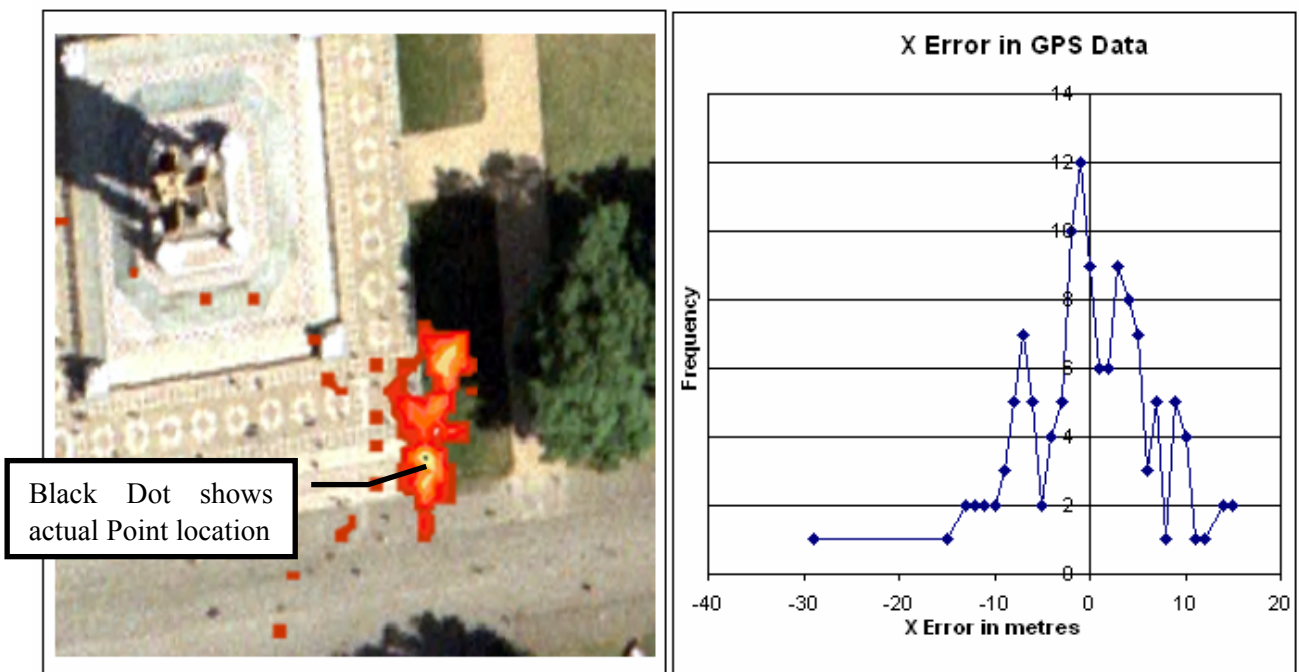 Black Dot shows
actual Point location
X Error in GPS Data
Frequency
14
12
10
8
6
4
2
0
-40 -30 -20 -10 0 10 20
X Error in metres